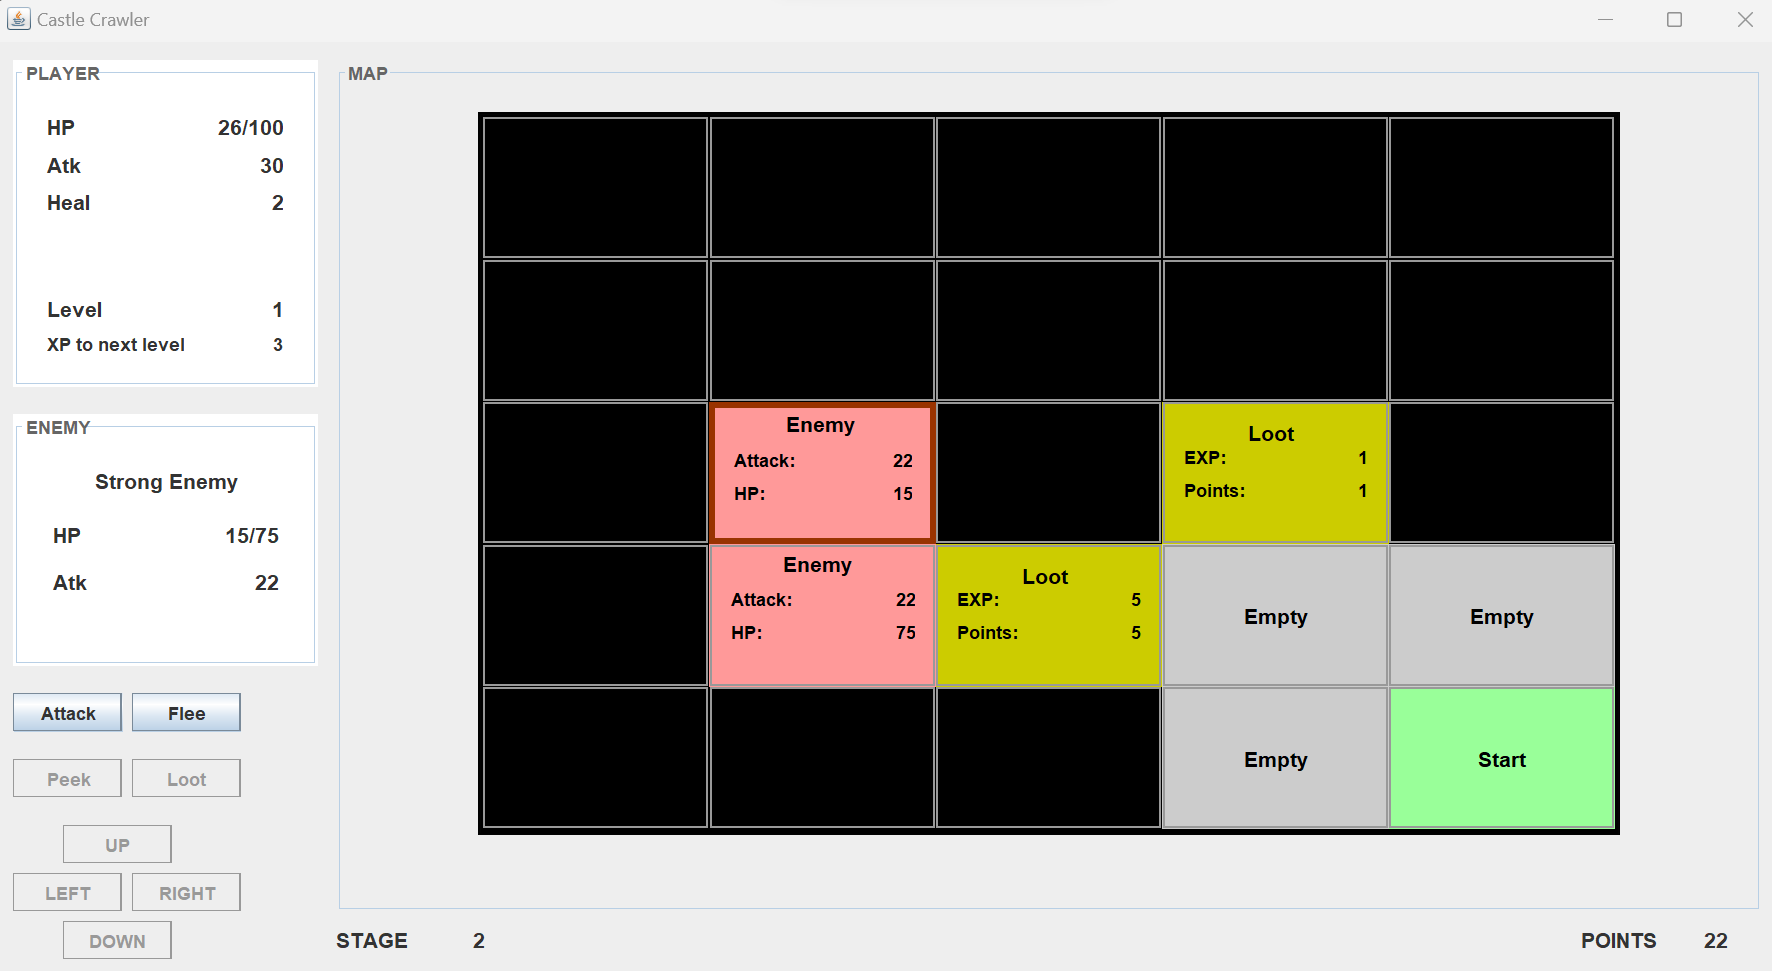 Castle Crawler
PLAYER
HP 26/100
Atk 30
Heal 2
Level 1
XP to next level 3
ENEMY
Strong Enemy
HP 15/75
Atk 22
Attack Flee
Peek Loot
UP
LEFT RIGHT
DOWN
MAP
Enemy
Attack: 22
HP: 15
Loot
EXP: 1
Points: 1
Enemy
Attack: 22
HP: 75
Loot
EXP: 5
Points: 5
Empty
Empty
Empty
Start
STAGE 2
POINTS 22